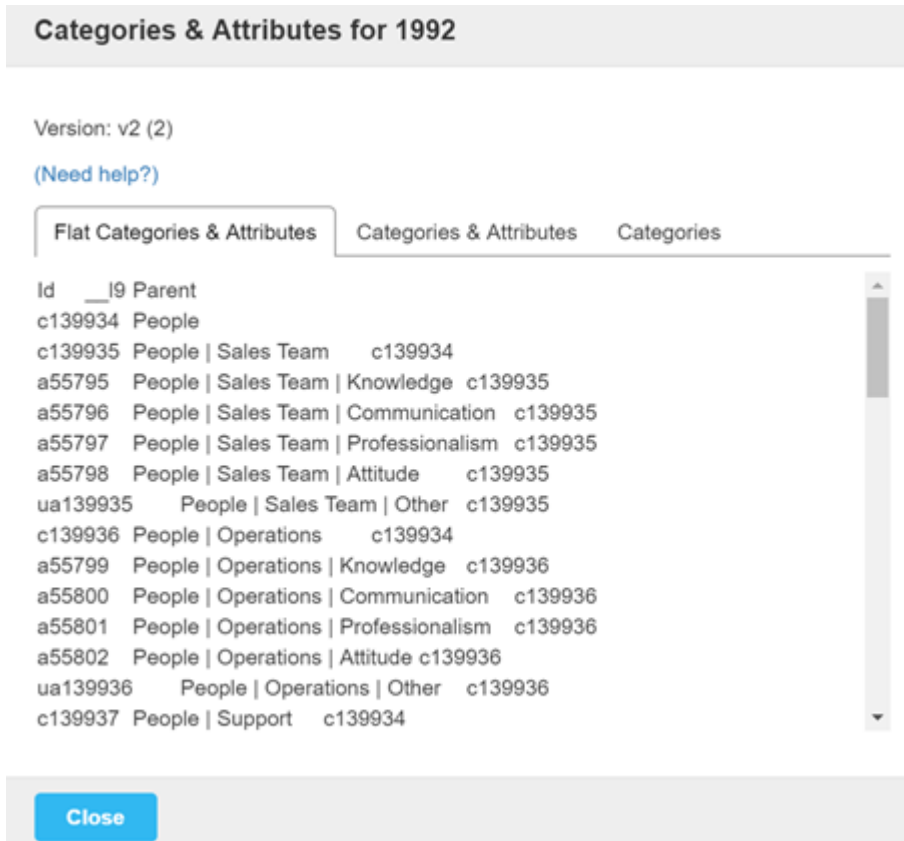 Categories & Attributes for 1992
Version: v2 (2)
(Need help?)
Flat Categories & Attributes Categories & Attributes Categories
Id __l9 Parent
c139934 People
c139935 People | Sales Team c139934
a55795 People | Sales Team | Knowledge c139935
a55796 People | Sales Team | Communication c139935
a55797 People | Sales Team | Professionalism c139935
a55798 People | Sales Team | Attitude c139935
ua139935 People | Sales Team | Other c139935
c139936 People | Operations c139934
a55799 People | Operations | Knowledge c139936
a55800 People | Operations | Communication c139936
a55801 People | Operations | Professionalism c139936
a55802 People | Operations | Attitude c139936
ua139936 People | Operations | Other c139936
c139937 People | Support c139934
Close